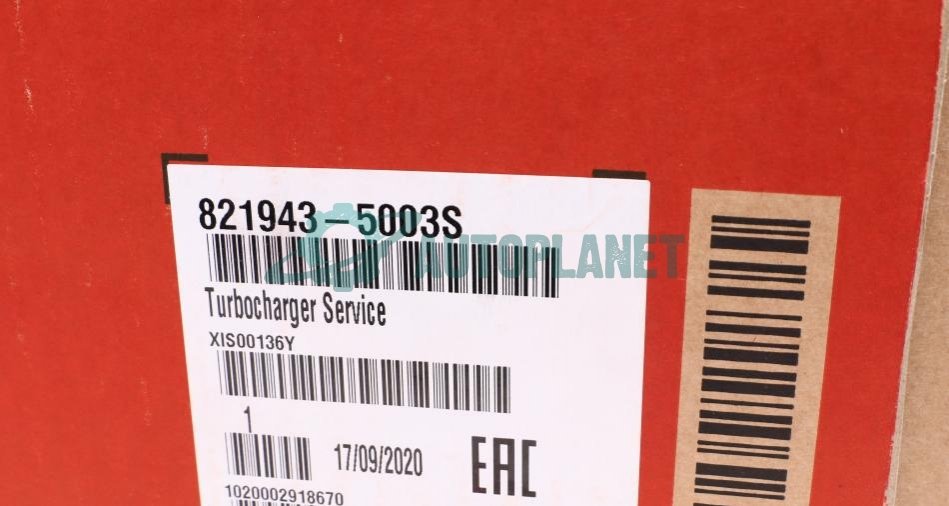 821943-5003S
AUTOPLANET
Turbocharger Service
XIS00136Y
1
17/09/2020
EAC
1020002918670